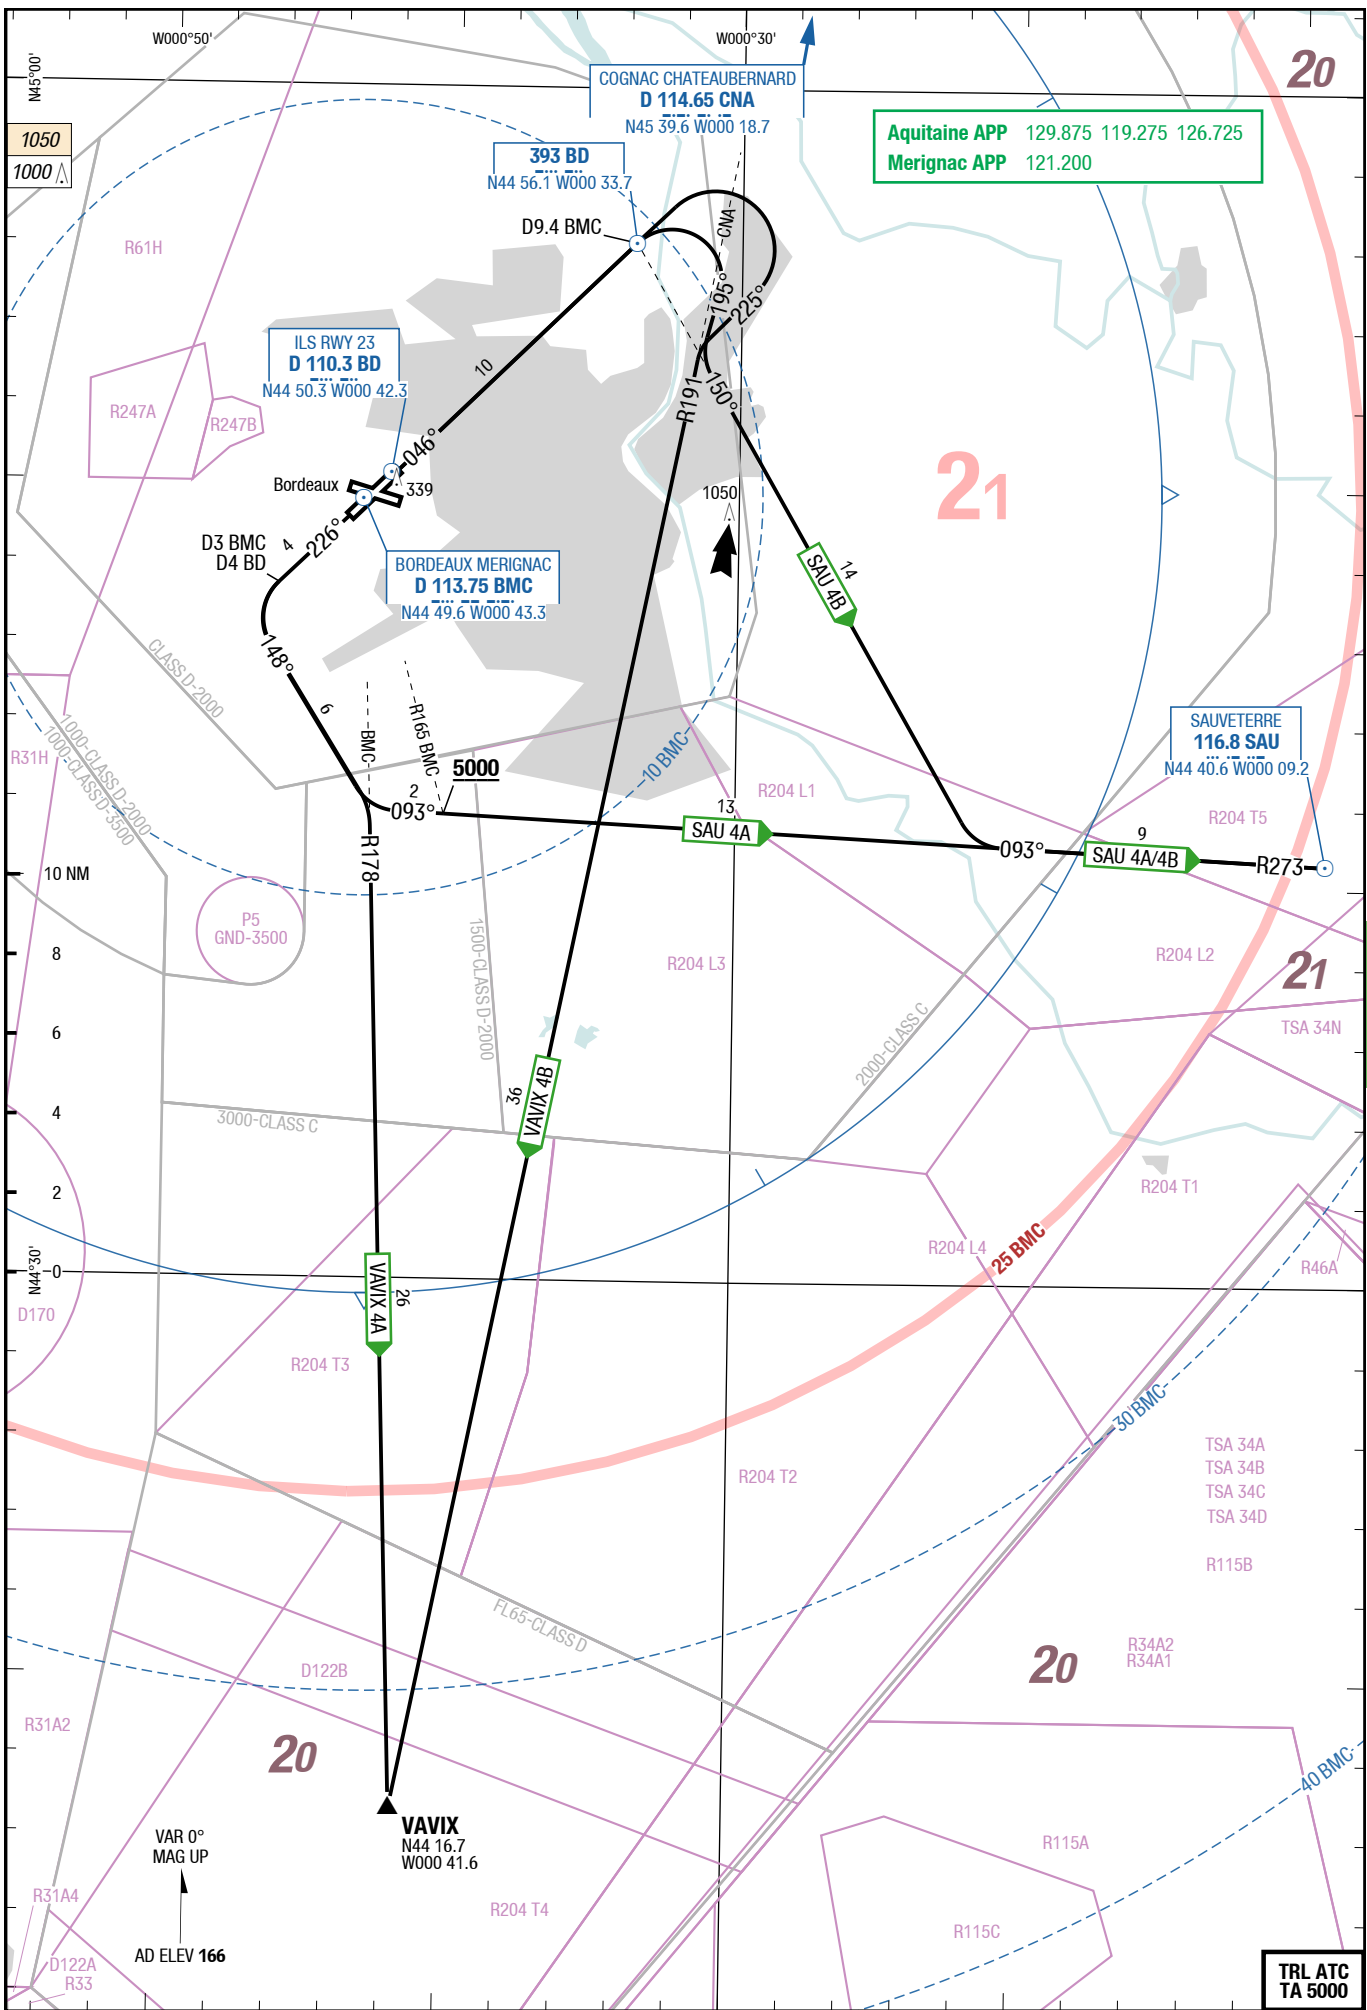 W000°50'
W000°30'
20
N45°00'
COGNAC CHATEAUBERNARD
D 114.65 CNA
N45 39.6 W000 18.7
1050
1000
Aquitaine APP 129.875 119.275 126.725
Merignac APP 121.200
393 BD
N44 56.1 W000 33.7
D9.4 BMC
CNA
R61H
195°
225°
ILS RWY 23
D 110.3 BD
N44 50.3 W000 42.3
10
R247A
R247B
R191
150°
046°
21
Bordeaux
339
1050
226°
4
D3 BMC
D4 BD
BORDEAUX MERIGNAC
D 113.75 BMC
N44 49.6 W000 43.3
SAU 4B
14
148°
CLASS D-2000
6
BMC
R165 BMC
1000-CLASS D-2000
1000-CLASS D-3500
R31H
10 BMC
SAUVETERRE
116.8 SAU
N44 40.6 W000 09.2
5000
2
093°
R204 L1
13
SAU 4A
R204 T5
9
093°
SAU 4A/4B
R273
R178
10 NM
P5
GND-3500
1500-CLASS D-2000
R204 L3
R204 L2
21
8
TSA 34N
6
2000-CLASS C
36
VAVIX 4B
4
3000-CLASS C
2
R204 T1
R204 L4
25 BMC
R46A
N44°30'
0
VAVIX 4A
26
D170
R204 T3
30 BMC
TSA 34A
TSA 34B
TSA 34C
TSA 34D
R204 T2
R115B
FL65-CLASS D
R34A2
R34A1
20
D122B
R31A2
20
40 BMC
VAVIX
N44 16.7
W000 41.6
VAR 0°
MAG UP
R115A
R31A4
R204 T4
R115C
AD ELEV 166
D122A
R33
TRL ATC
TA 5000